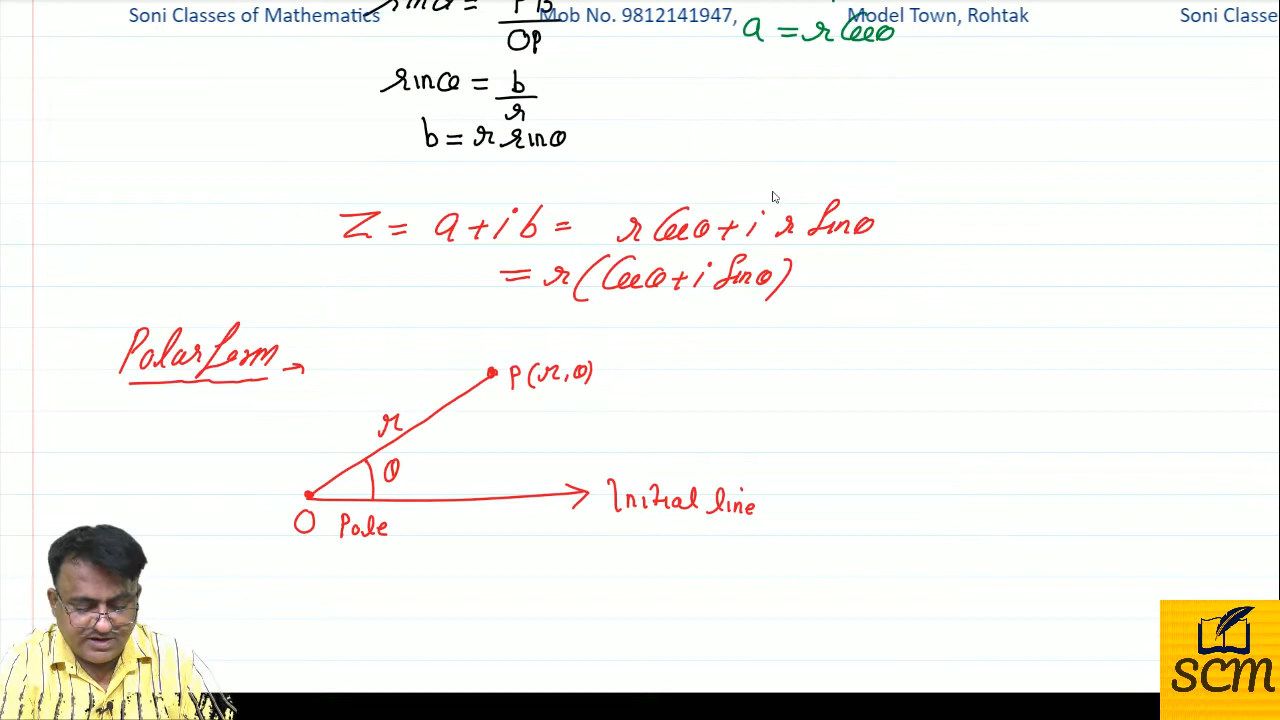 Soni Classes of Mathematics Mob No. 9812141947, Model Town, Rohtak Soni Classe
OP
a = r Cosθ
sinθ = b/r
b = r sinθ
Z = a + i b = r Cosθ + i r Sinθ
= r (Cosθ + i Sinθ)
Polar form →
P(r, θ)
r
θ
Initial line
O Pole
SCM